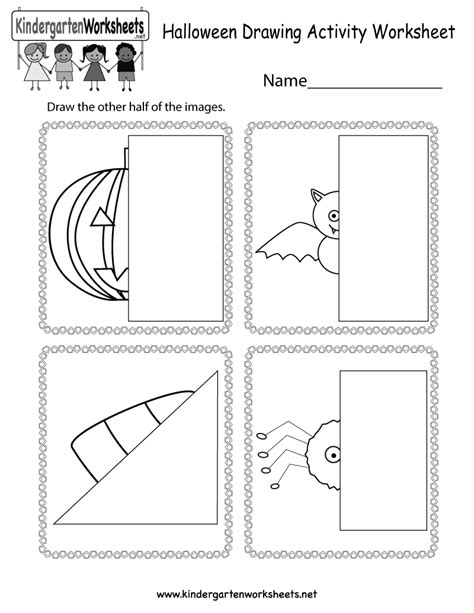 KindergartenWorksheets
.net
Halloween Drawing Activity Worksheet
Name_______________
Draw the other half of the images.
www.kindergartenworksheets.net